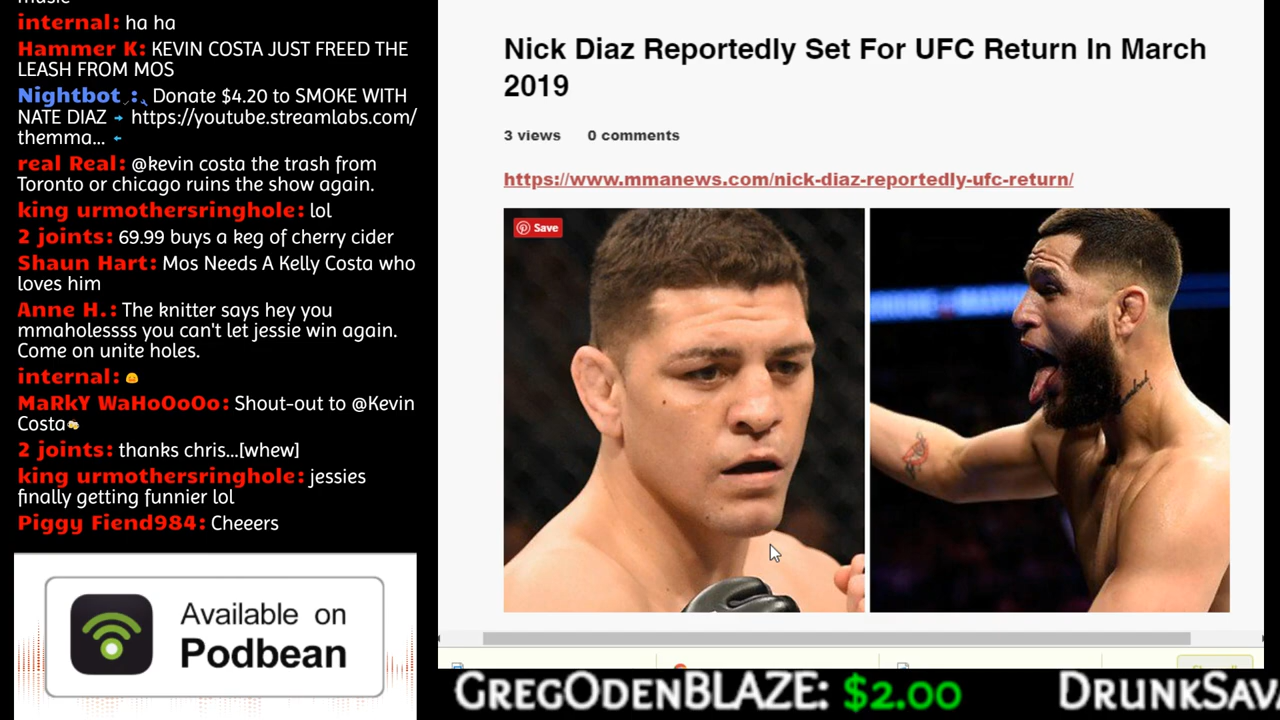 internal: ha ha
Hammer K: KEVIN COSTA JUST FREED THE
LEASH FROM MOS
Nightbot : Donate $4.20 to SMOKE WITH
NATE DIAZ → https://youtube.streamlabs.com/
themma... ←
real Real: @kevin costa the trash from
Toronto or chicago ruins the show again.
king urmothersringhole: lol
2 joints: 69.99 buys a keg of cherry cider
Shaun Hart: Mos Needs A Kelly Costa who
loves him
Anne H.: The knitter says hey you
mmaholessss you can't let jessie win again.
Come on unite holes.
internal:
MaRkY WaHoOoOo: Shout-out to @Kevin
Costa
2 joints: thanks chris...[whew]
king urmothersringhole: jessies
finally getting funnier lol
Piggy Fiend984: Cheeers
Available on
Podbean
Nick Diaz Reportedly Set For UFC Return In March
2019
3 views 0 comments
https://www.mmanews.com/nick-diaz-reportedly-ufc-return/
Save
GregOdenBLAZE: $2.00 DrunkSav